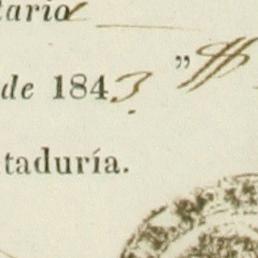 tario
de 1843. "
taduría.